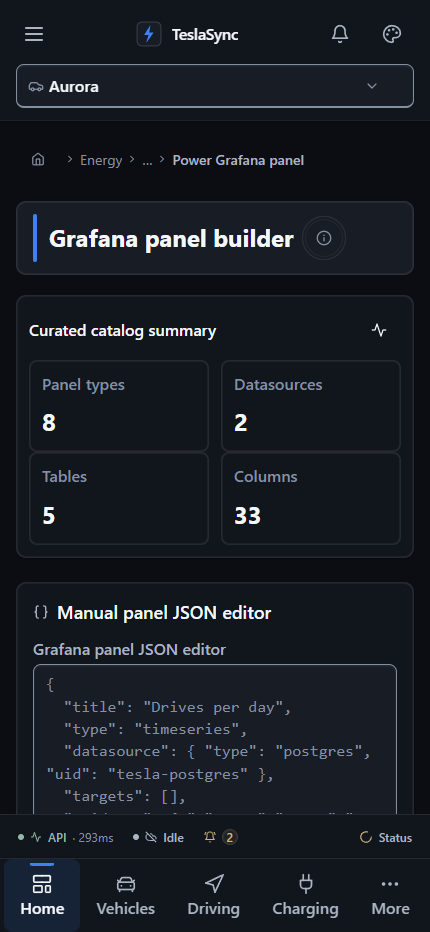 TeslaSync
Aurora
Energy
...
Power Grafana panel
Grafana panel builder
Curated catalog summary
Panel types
Datasources
8
2
Tables
Columns
5
33
Manual panel JSON editor
Grafana panel JSON editor
{
"title": "Drives per day",
"type": "timeseries",
"datasource": { "type": "postgres",
"uid": "tesla-postgres" },
"targets": [],
API · 293ms
Idle
2
Status
Home
Vehicles
Driving
Charging
More